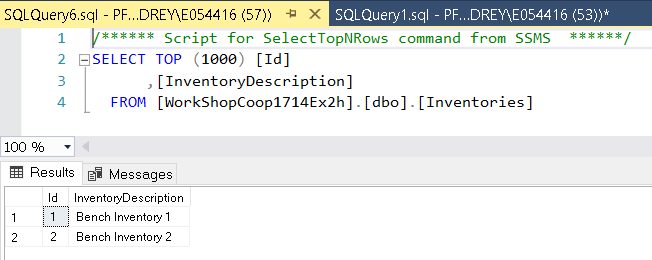 SQLQuery6.sql - PF...DREY\E054416 (57)) SQLQuery1.sql - PF...DREY\E054416 (53))*
1 /****** Script for SelectTopNRows command from SSMS ******/
2 SELECT TOP (1000) [Id]
3 ,[InventoryDescription]
4 FROM [WorkShopCoop1714Ex2h].[dbo].[Inventories]
100 %
Results Messages
Id InventoryDescription
1 1 Bench Inventory 1
2 2 Bench Inventory 2